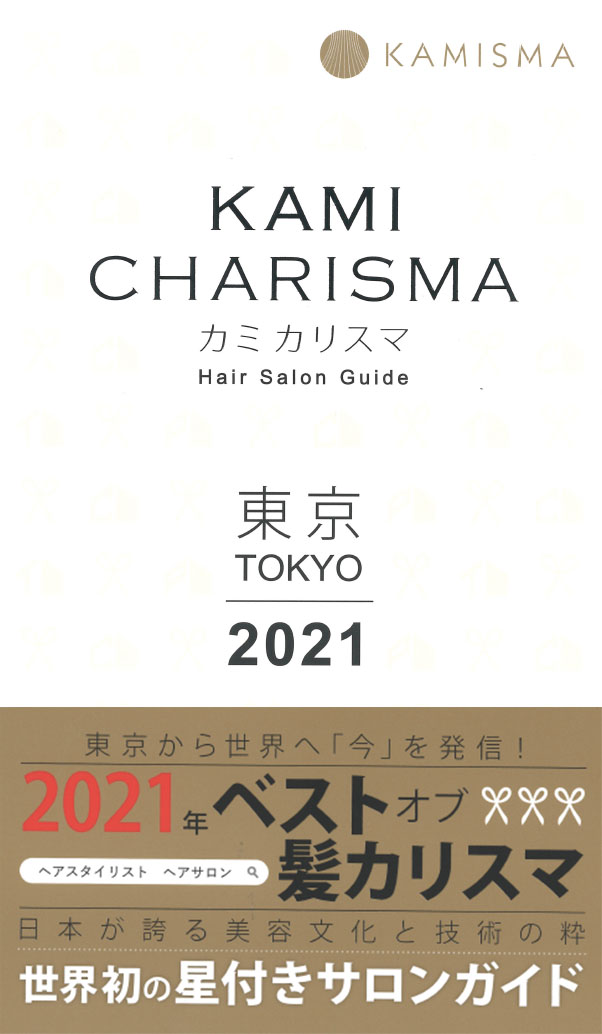 KAMISMA
KAMI
CHARISMA
カミ カリスマ
Hair Salon Guide
東京
TOKYO
2021
東京から世界へ「今」を発信!
2021年ベストオブ
ヘアスタイリスト ヘアサロン
髪カリスマ
日本が誇る美容文化と技術の粋
世界初の星付きサロンガイド